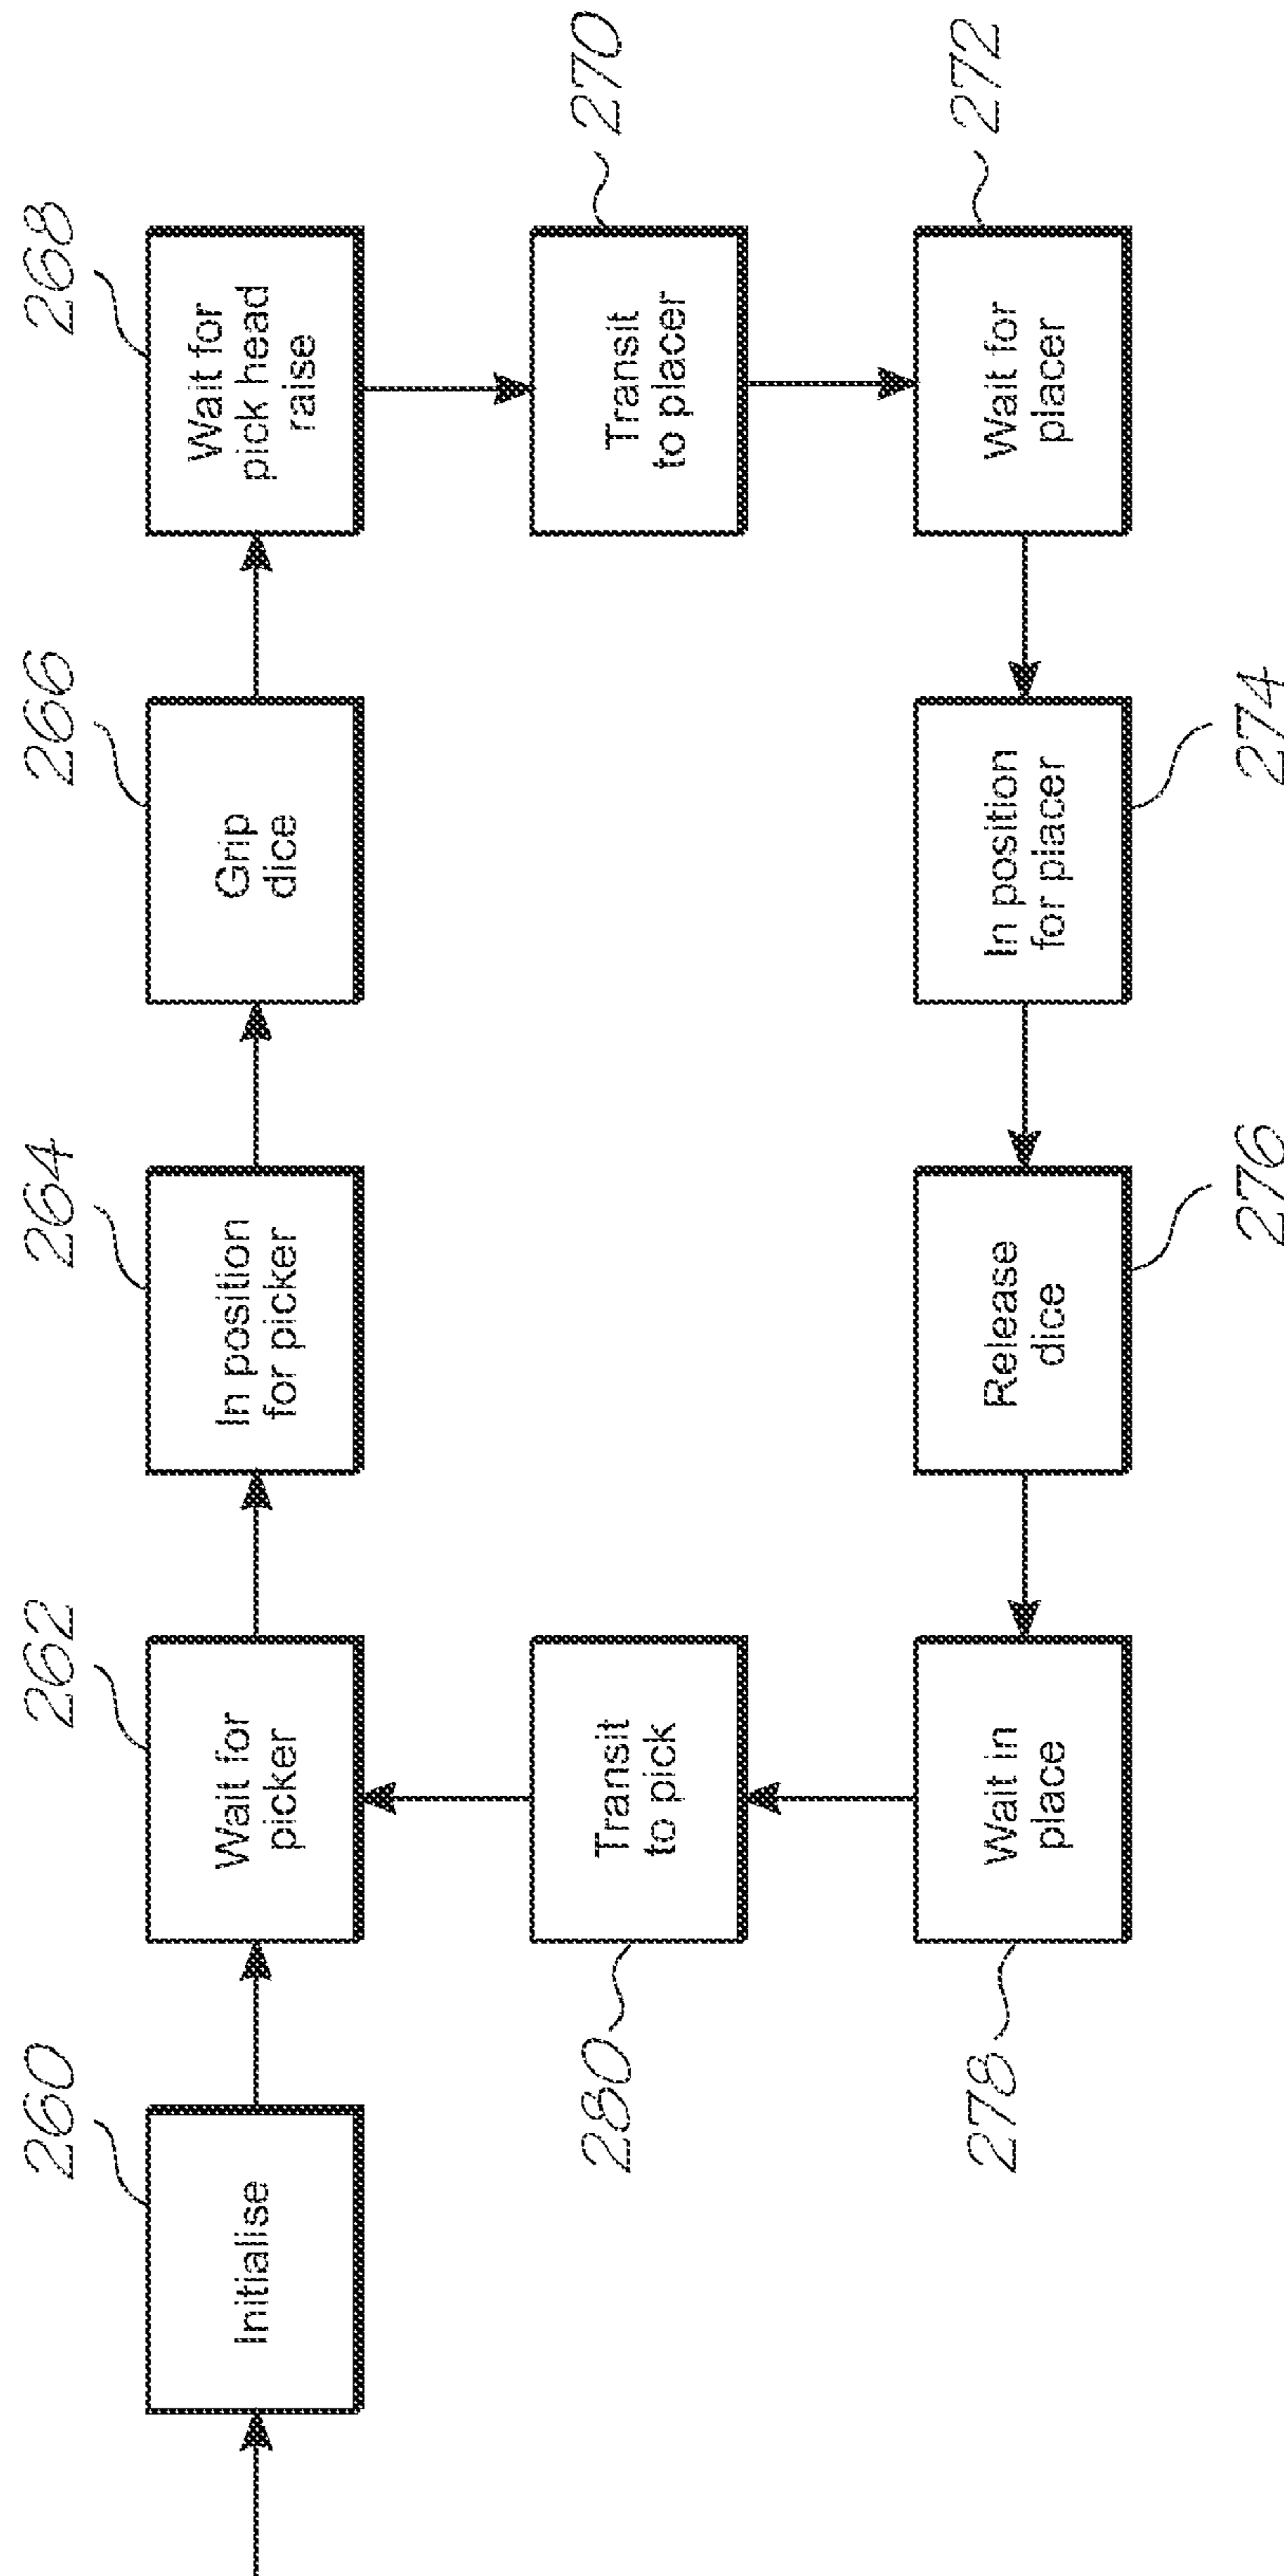 260
Initialise
262
Wait for
picker
264
In position
for picker
266
Grip
dice
268
Wait for
pick head
raise
280
Transit
to pick
Transit
to placer
270
278
Wait in
place
Release
dice
276
In position
for placer
274
Wait for
placer
272